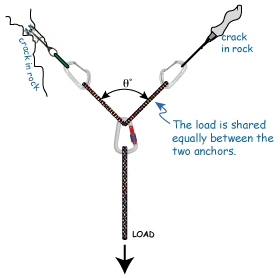 crack in rock
θ°
crack
in rock
The load is shared
equally between the
two anchors.
LOAD